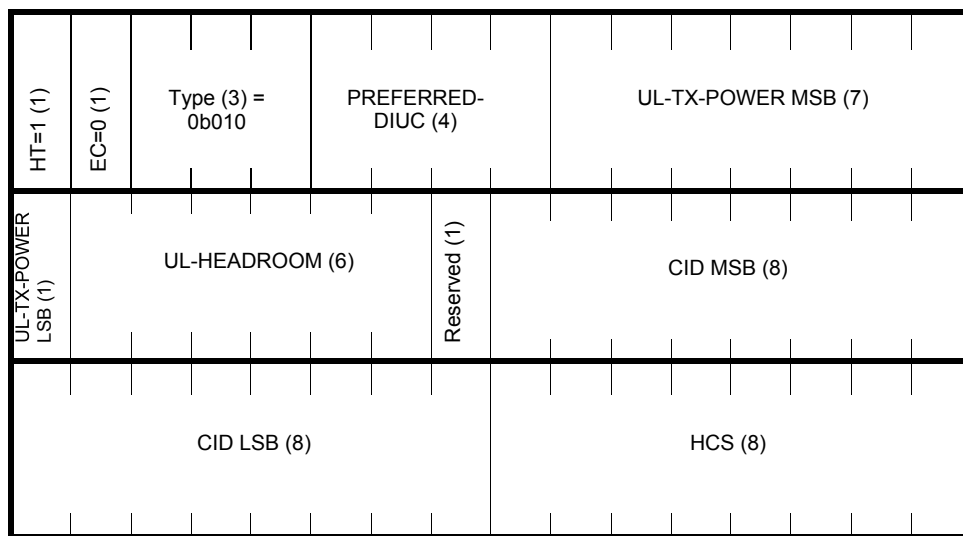 HT=1 (1)
EC=0 (1)
Type (3) =
0b010
PREFERRED-
DIUC (4)
UL-TX-POWER MSB (7)
UL-TX-POWER
LSB (1)
UL-HEADROOM (6)
Reserved (1)
CID MSB (8)
CID LSB (8)
HCS (8)